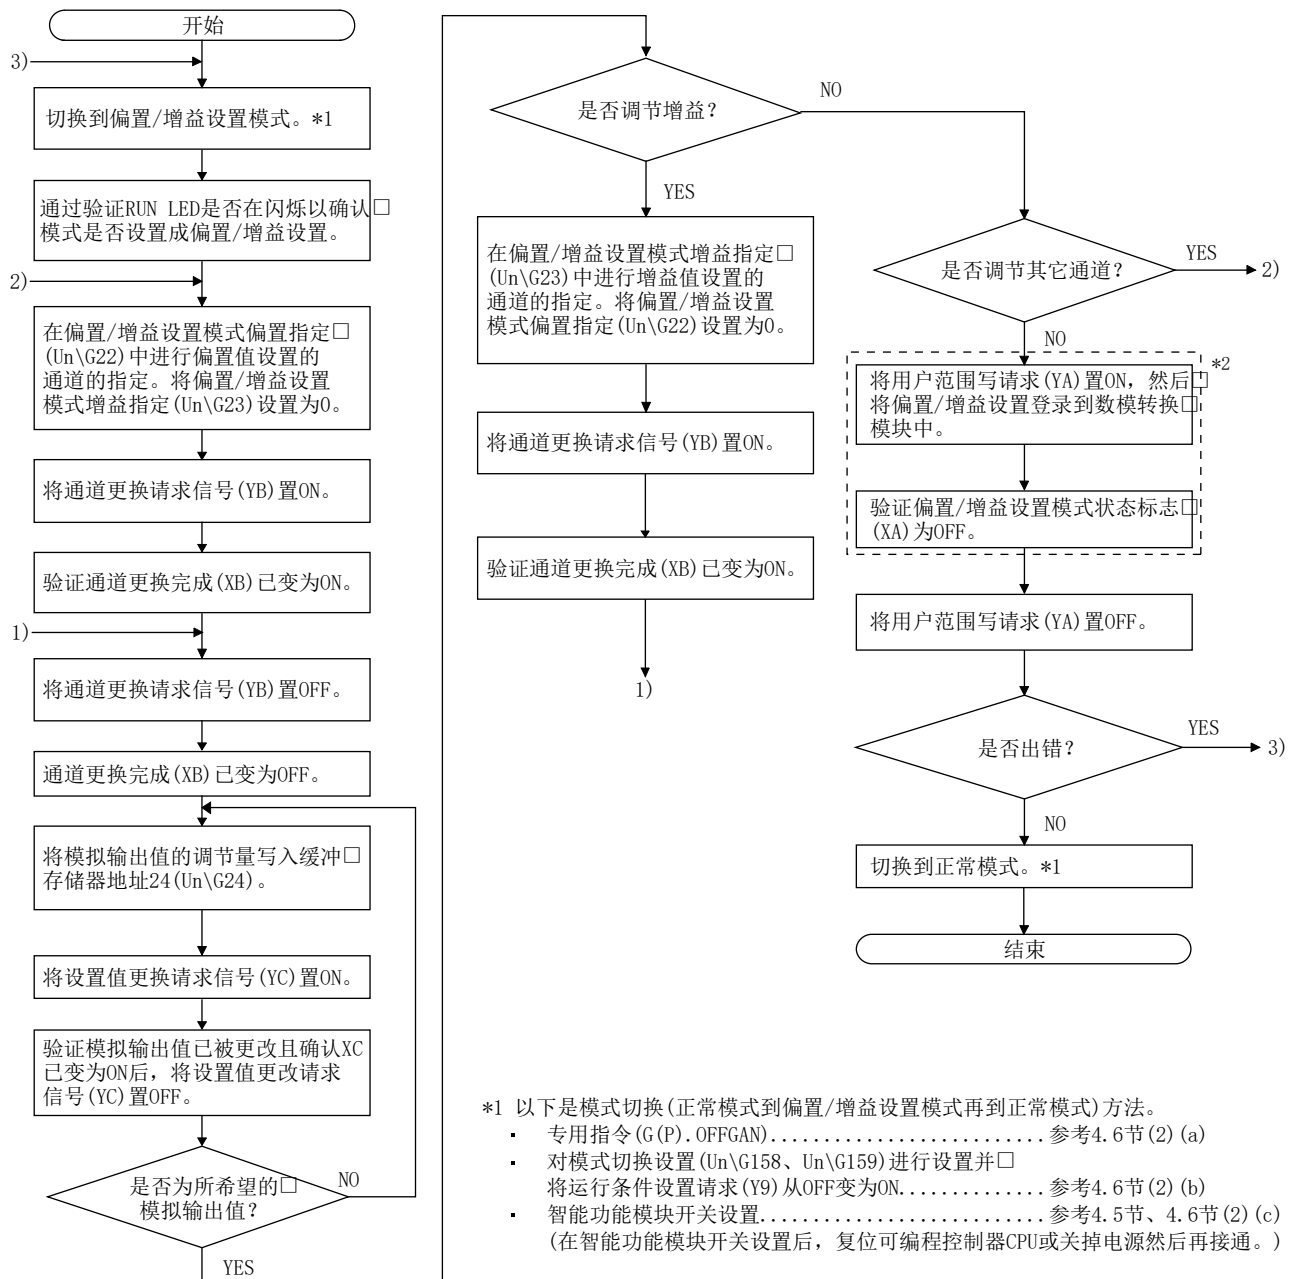 开始
3)
切换到偏置/增益设置模式。*1
通过验证RUN LED是否在闪烁以确认□
模式是否设置成偏置/增益设置。
2)
在偏置/增益设置模式偏置指定□
(Un\G22)中进行偏置值设置的
通道的指定。将偏置/增益设置
模式增益指定(Un\G23)设置为0。
将通道更换请求信号(YB)置ON。
验证通道更换完成(XB)已变为ON。
1)
将通道更换请求信号(YB)置OFF。
通道更换完成(XB)已变为OFF。
将模拟输出值的调节量写入缓冲□
存储器地址24(Un\G24)。
将设置值更换请求信号(YC)置ON。
验证模拟输出值已被更改且确认XC
已变为ON后，将设置值更改请求
信号(YC)置OFF。
是否为所希望的□
模拟输出值？
NO
YES
是否调节增益？
NO
YES
在偏置/增益设置模式增益指定□
(Un\G23)中进行增益值设置的
通道的指定。将偏置/增益设置
模式偏置指定(Un\G22)设置为0。
将通道更换请求信号(YB)置ON。
验证通道更换完成(XB)已变为ON。
1)
是否调节其它通道？
YES
2)
NO
*2
将用户范围写请求(YA)置ON，然后□
将偏置/增益设置登录到数模转换□
模块中。
验证偏置/增益设置模式状态标志□
(XA)为OFF。
将用户范围写请求(YA)置OFF。
是否出错？
YES
3)
NO
切换到正常模式。*1
结束
*1 以下是模式切换(正常模式到偏置/增益设置模式再到正常模式)方法。
· 专用指令(G(P).OFFGAN)..........................参考4.6节(2)(a)
· 对模式切换设置(Un\G158、Un\G159)进行设置并□
将运行条件设置请求(Y9)从OFF变为ON.............参考4.6节(2)(b)
· 智能功能模块开关设置..........................参考4.5节、4.6节(2)(c)
(在智能功能模块开关设置后，复位可编程控制器CPU或关掉电源然后再接通。)